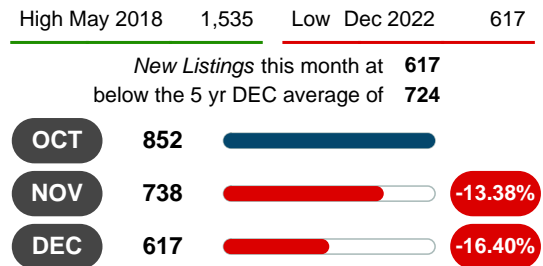 High May 2018 1,535 Low Dec 2022 617
New Listings this month at 617
below the 5 yr DEC average of 724
OCT 852
NOV 738 -13.38%
DEC 617 -16.40%